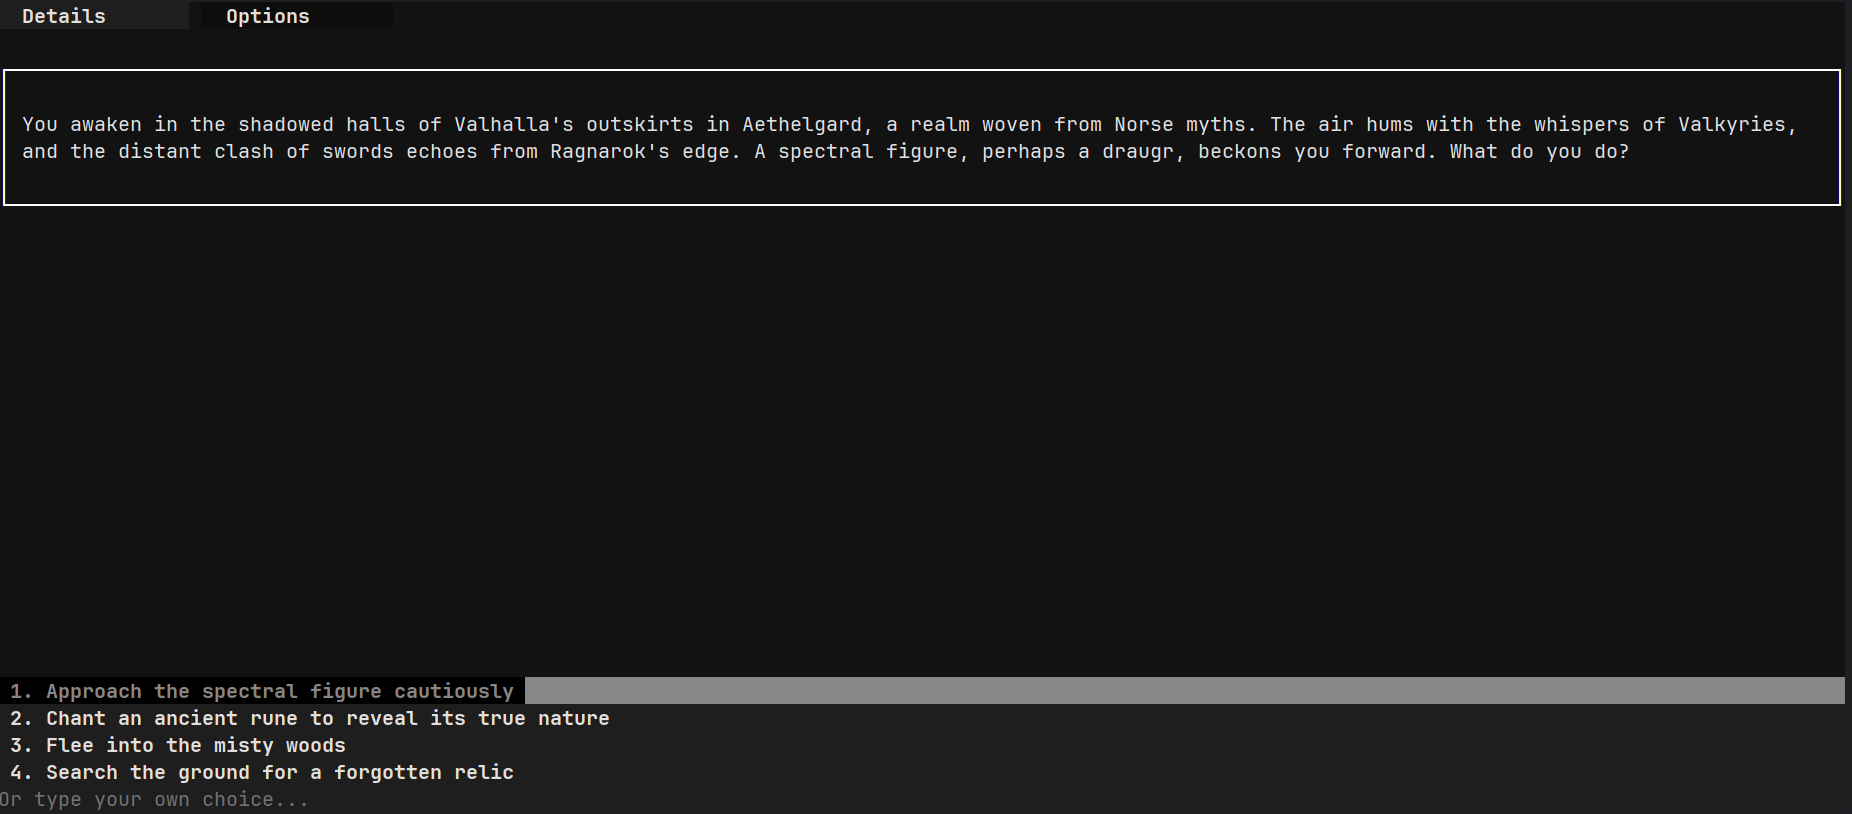 Details
Options
You awaken in the shadowed halls of Valhalla's outskirts in Aethelgard, a realm woven from Norse myths. The air hums with the whispers of Valkyries,
and the distant clash of swords echoes from Ragnarok's edge. A spectral figure, perhaps a draugr, beckons you forward. What do you do?
1. Approach the spectral figure cautiously
2. Chant an ancient rune to reveal its true nature
3. Flee into the misty woods
4. Search the ground for a forgotten relic
Or type your own choice...